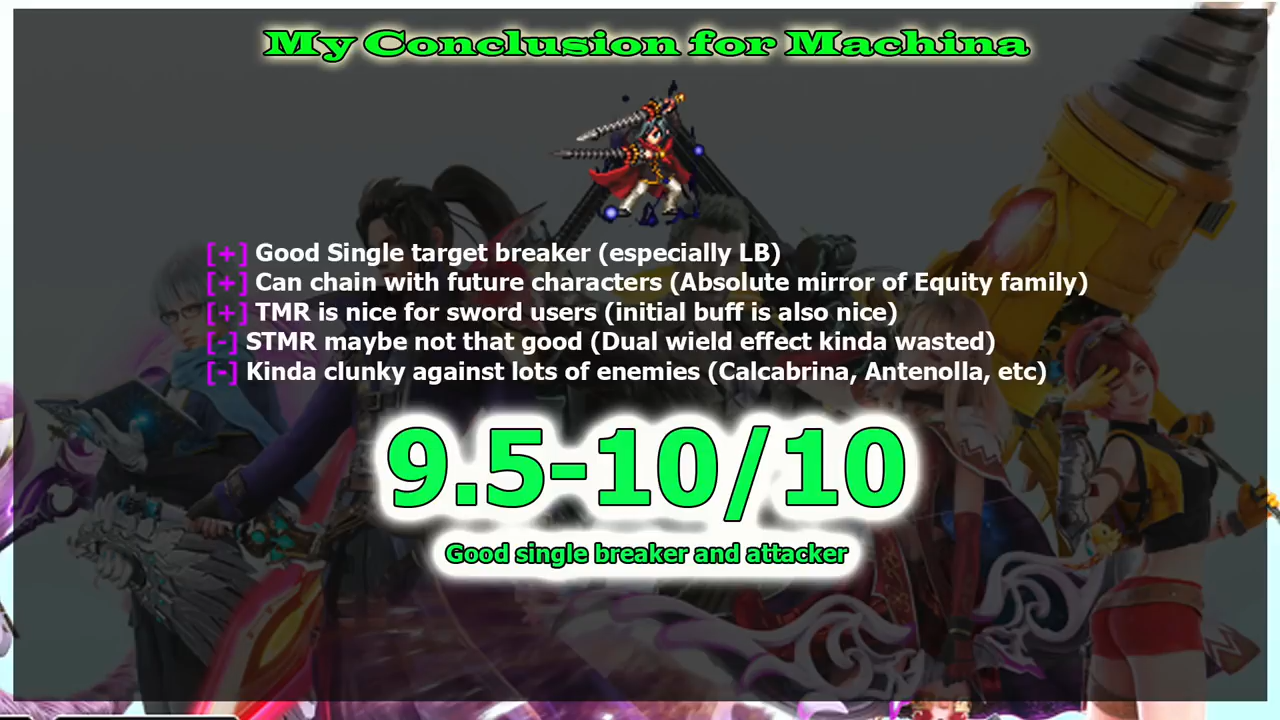 My Conclusion for Machina
[+] Good Single target breaker (especially LB)
[+] Can chain with future characters (Absolute mirror of Equity family)
[+] TMR is nice for sword users (initial buff is also nice)
[-] STMR maybe not that good (Dual wield effect kinda wasted)
[-] Kinda clunky against lots of enemies (Calcabrina, Antenolla, etc)
9.5-10/10
Good single breaker and attacker